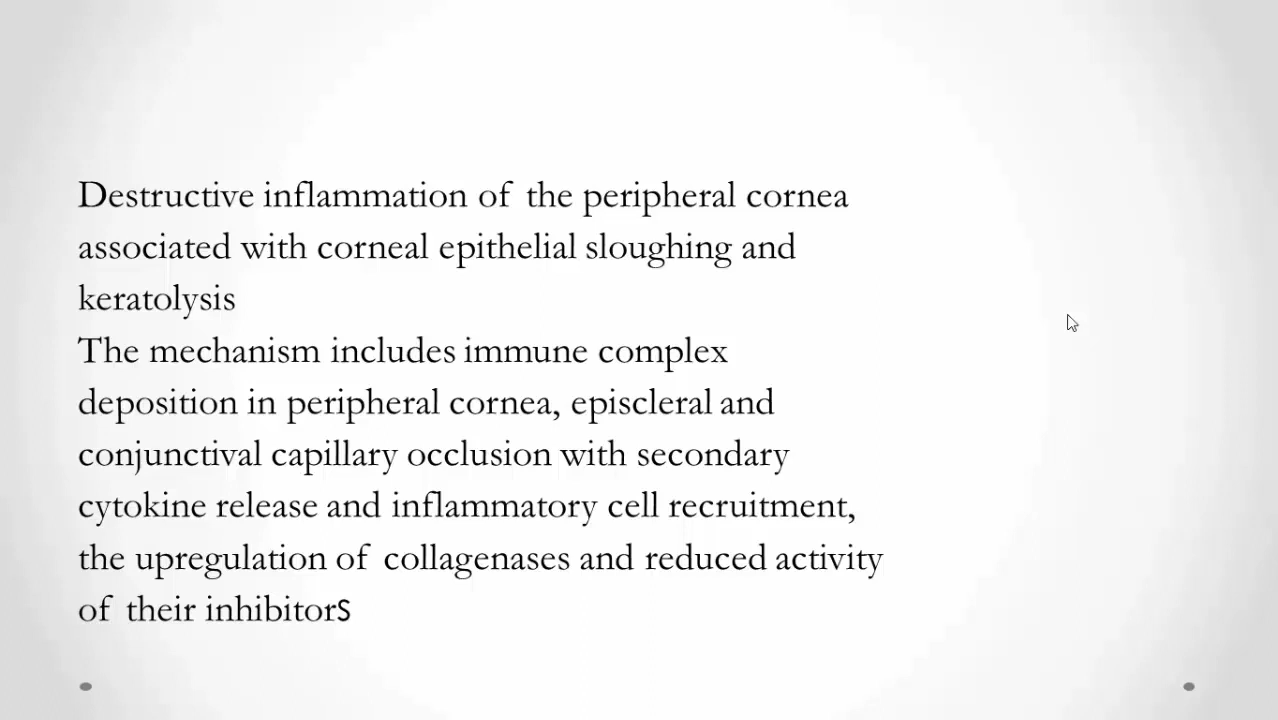 Destructive inflammation of the peripheral cornea
associated with corneal epithelial sloughing and
keratolysis
The mechanism includes immune complex
deposition in peripheral cornea, episcleral and
conjunctival capillary occlusion with secondary
cytokine release and inflammatory cell recruitment,
the upregulation of collagenases and reduced activity
of their inhibitors